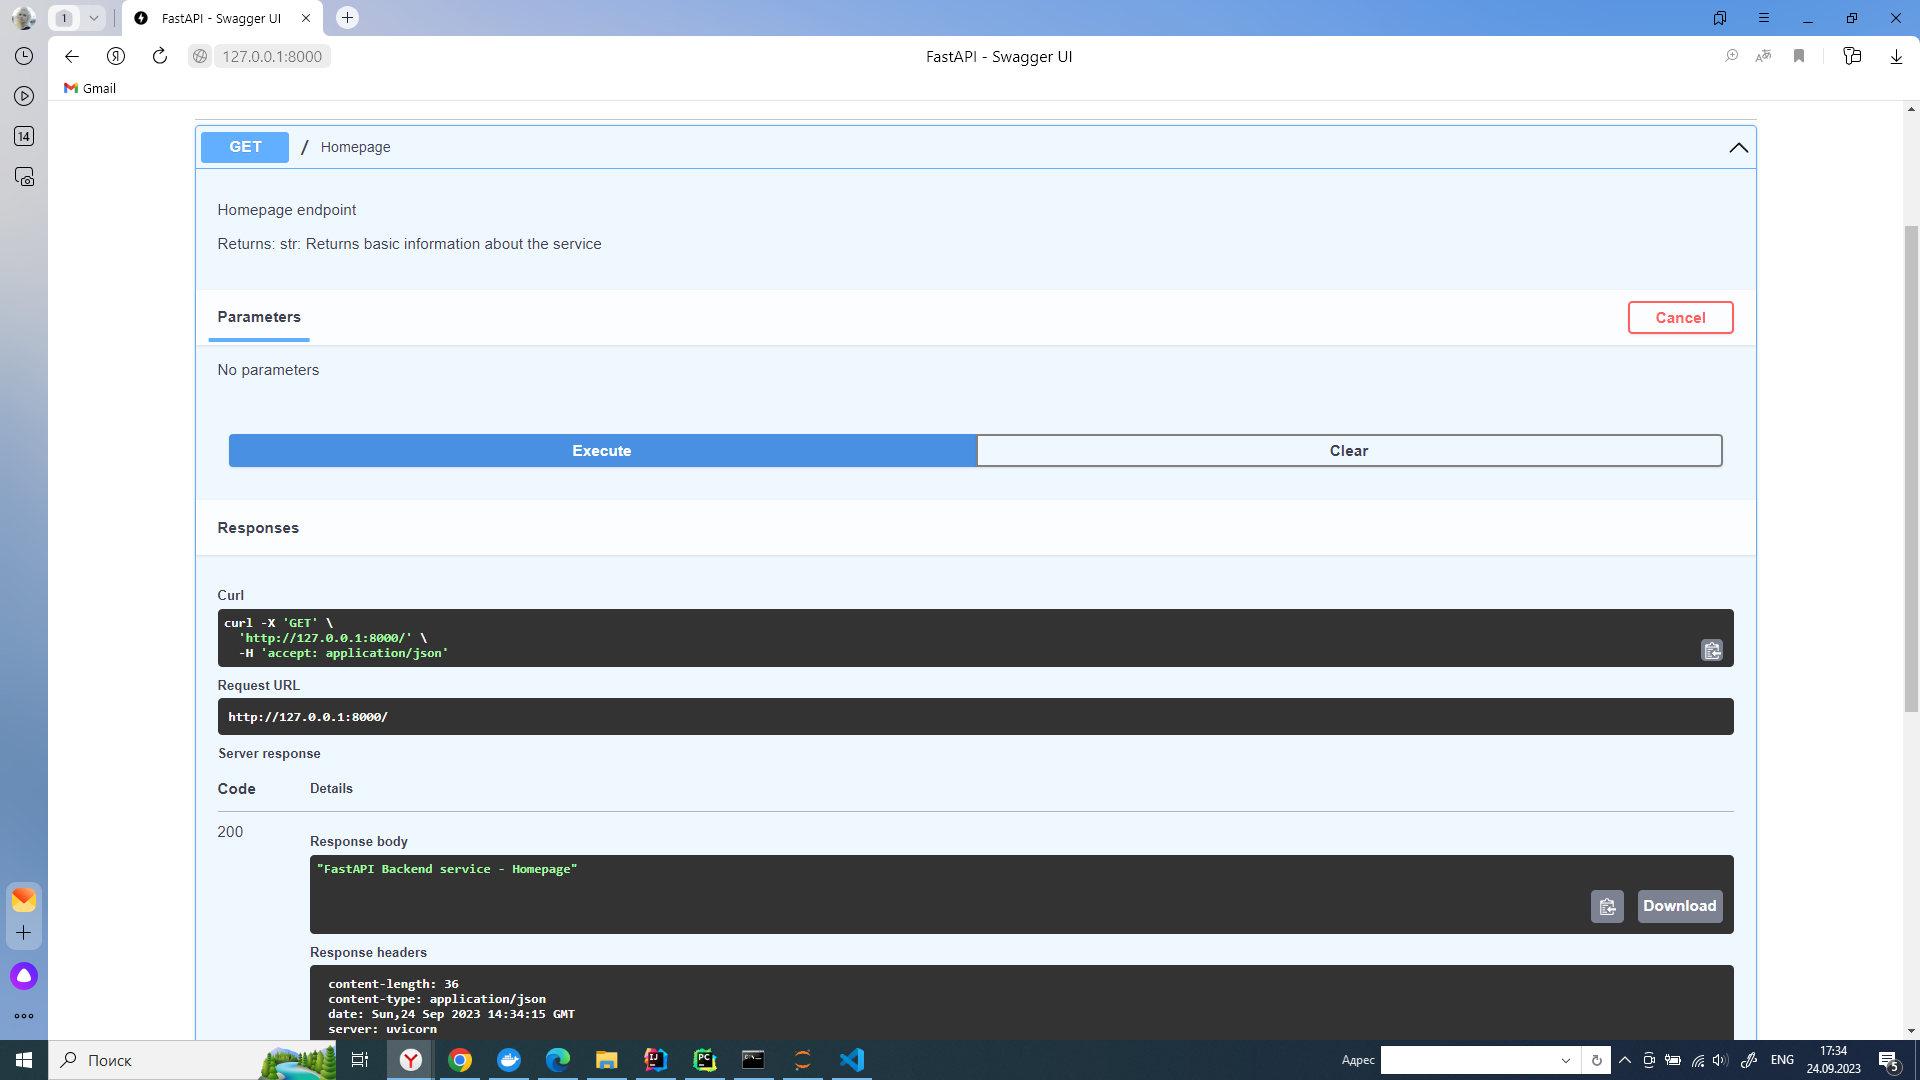 1
FastAPI - Swagger UI
127.0.0.1:8000
FastAPI - Swagger UI
Gmail
14
GET / Homepage
Homepage endpoint
Returns: str: Returns basic information about the service
Parameters
Cancel
No parameters
Execute
Clear
Responses
Curl
curl -X 'GET' \
'http://127.0.0.1:8000/' \
-H 'accept: application/json'
Request URL
http://127.0.0.1:8000/
Server response
Code Details
200
Response body
"FastAPI Backend service - Homepage"
Download
Response headers
content-length: 36
content-type: application/json
date: Sun,24 Sep 2023 14:34:15 GMT
server: uvicorn
Поиск
Адрес
ENG
17:34
24.09.2023
5